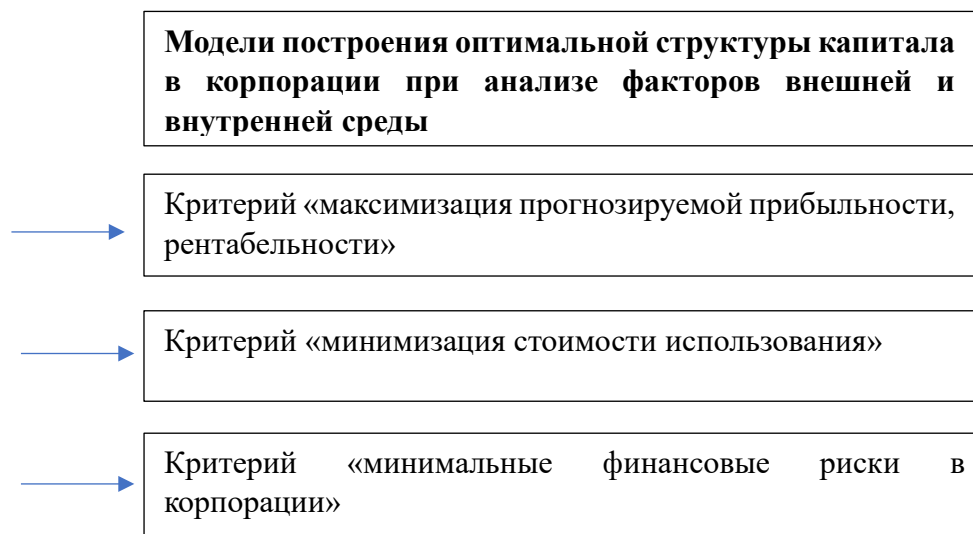 Модели построения оптимальной структуры капитала
в корпорации при анализе факторов внешней и
внутренней среды
Критерий «максимизация прогнозируемой прибыльности,
рентабельности»
Критерий «минимизация стоимости использования»
Критерий «минимальные финансовые риски в
корпорации»